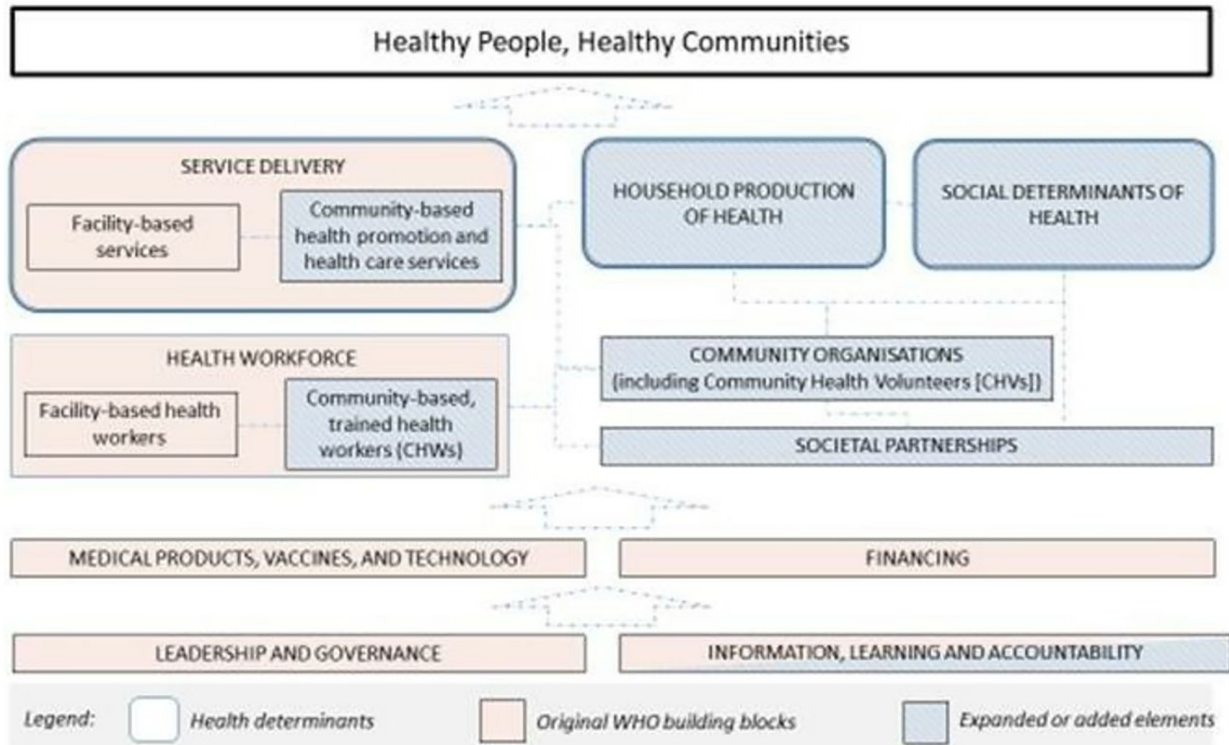 Healthy People, Healthy Communities
SERVICE DELIVERY
Facility-based
services
Community-based
health promotion and
health care services
HOUSEHOLD PRODUCTION
OF HEALTH
SOCIAL DETERMINANTS OF
HEALTH
HEALTH WORKFORCE
Facility-based health
workers
Community-based,
trained health
workers (CHWs)
COMMUNITY ORGANISATIONS
(including Community Health Volunteers [CHVs])
SOCIETAL PARTNERSHIPS
MEDICAL PRODUCTS, VACCINES, AND TECHNOLOGY
FINANCING
LEADERSHIP AND GOVERNANCE
INFORMATION, LEARNING AND ACCOUNTABILITY
Legend:
Health determinants
Original WHO building blocks
Expanded or added elements